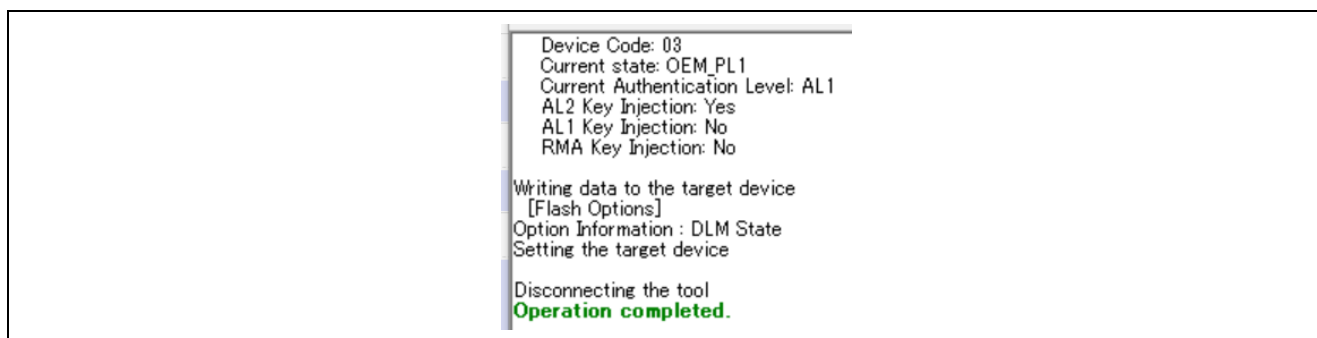 Device Code: 03
Current state: OEM_PL1
Current Authentication Level: AL1
AL2 Key Injection: Yes
AL1 Key Injection: No
RMA Key Injection: No
Writing data to the target device
[Flash Options]
Option Information : DLM State
Setting the target device
Disconnecting the tool
Operation completed.